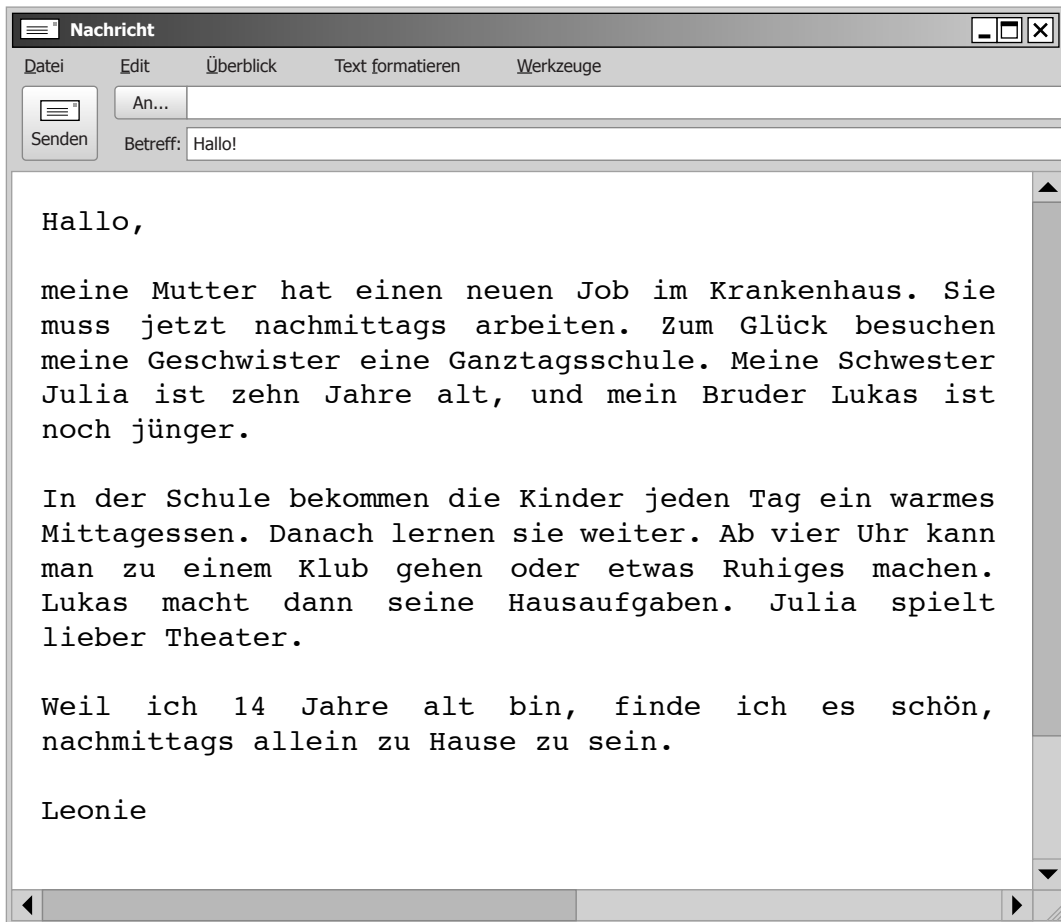 Nachricht
Datei Edit Überblick Text formatieren Werkzeuge
An...
Senden
Betreff: Hallo!
Hallo,
meine Mutter hat einen neuen Job im Krankenhaus. Sie
muss jetzt nachmittags arbeiten. Zum Glück besuchen
meine Geschwister eine Ganztagsschule. Meine Schwester
Julia ist zehn Jahre alt, und mein Bruder Lukas ist
noch jünger.
In der Schule bekommen die Kinder jeden Tag ein warmes
Mittagessen. Danach lernen sie weiter. Ab vier Uhr kann
man zu einem Klub gehen oder etwas Ruhiges machen.
Lukas macht dann seine Hausaufgaben. Julia spielt
lieber Theater.
Weil ich 14 Jahre alt bin, finde ich es schön,
nachmittags allein zu Hause zu sein.
Leonie